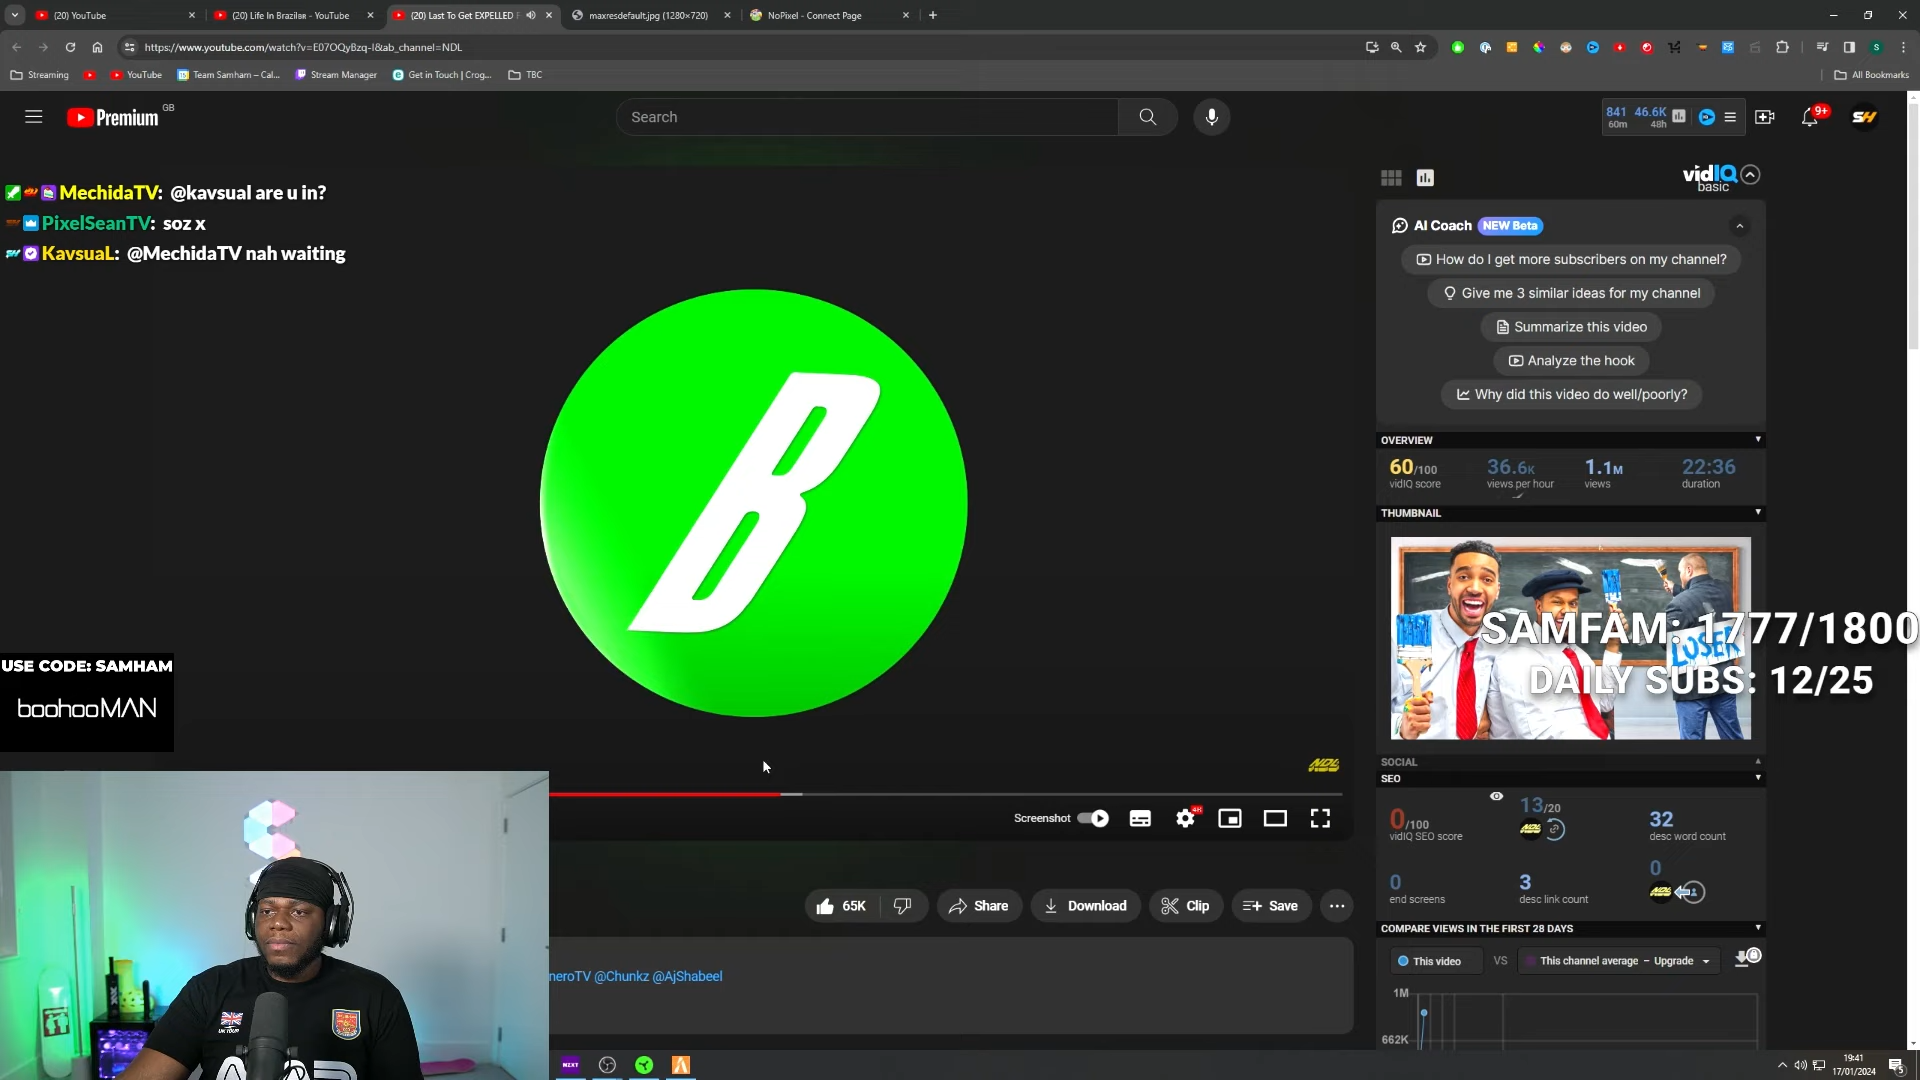 (20) YouTube
(20) Life In Brazil
- YouTube
(20) Last To Get EXPELLED
maxresdefault.jpg (1280×720)
NoPixel - Connect Page
https://www.youtube.com/watch?v=E07OQyBzq-I&ab_channel=NDL
Streaming
YouTube
Team Samham – Cal...
Stream Manager
Get in Touch | Crog...
TBC
All Bookmarks
Premium GB
Search
841 46.6K
60m 48h
9+
SH
MechidaTV: @kavsual are u in?
PixelSeanTV: soz x
KavsuaL: @MechidaTV nah waiting
B
vidIQ
basic
AI Coach NEW Beta
How do I get more subscribers on my channel?
Give me 3 similar ideas for my channel
Summarize this video
Analyze the hook
Why did this video do well/poorly?
OVERVIEW
60/100 36.6K 1.1M 22:36
vidIQ score views per hour views duration
THUMBNAIL
LOSER
SAMFAM: 1777/1800
DAILY SUBS: 12/25
USE CODE: SAMHAM
boohooMAN
NDL
SOCIAL
SEO
0/100 13/20 32
vidIQ SEO score desc word count
0
0 3
end screens desc link count
COMPARE VIEWS IN THE FIRST 28 DAYS
This video VS This channel average – Upgrade
1M
662K
Screenshot
4K
65K
Share
Download
Clip
Save
neroTV @Chunkz @AjShabeel
UK TOUR
NEXT
19:41
17/01/2024
5